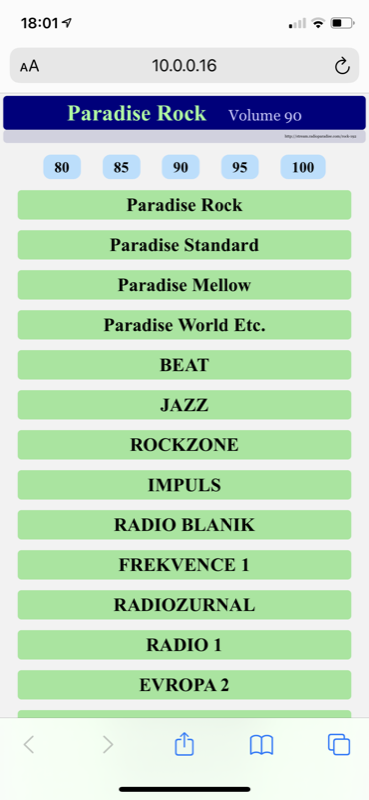 18:01
AA 10.0.0.16
Paradise Rock Volume 90
80 85 90 95 100
Paradise Rock
Paradise Standard
Paradise Mellow
Paradise World Etc.
BEAT
JAZZ
ROCKZONE
IMPULS
RADIO BLANIK
FREKVENCE 1
RADIOZURNAL
RADIO 1
EVROPA 2